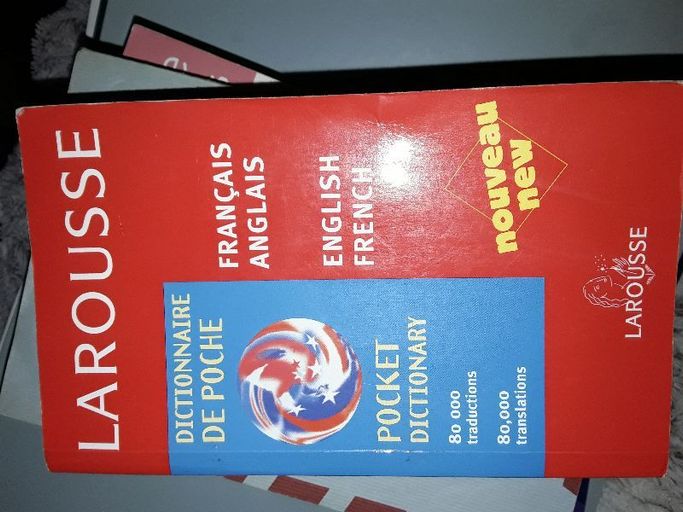 LAROUSSE
FRANÇAIS
ANGLAIS
ENGLISH
FRENCH
nouveau
new
DICTIONNAIRE
DE POCHE
POCKET
DICTIONARY
80 000
traductions
80,000
translations
LAROUSSE